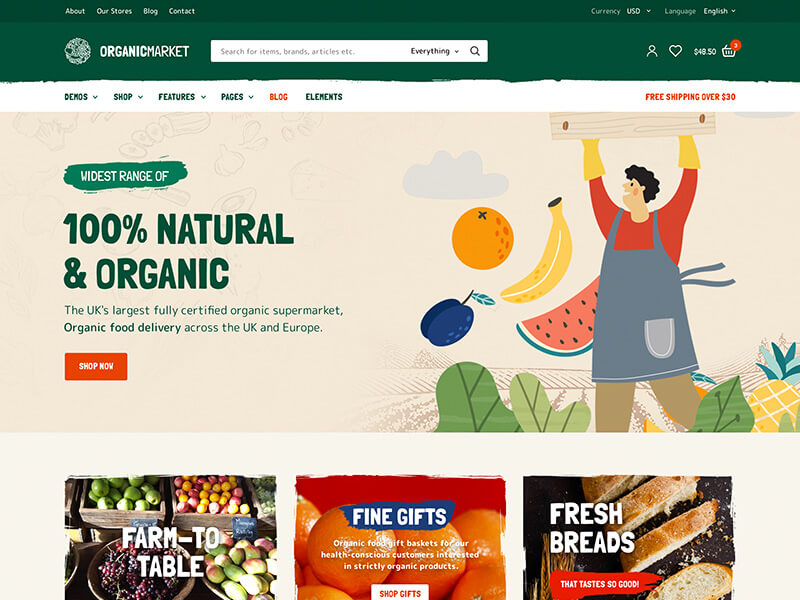 About Our Stores Blog Contact Currency USD Language English
ORGANICMARKET Search for items, brands, articles etc. Everything $48.50 3
DEMOS SHOP FEATURES PAGES BLOG ELEMENTS FREE SHIPPING OVER $30
WIDEST RANGE OF
100% NATURAL
& ORGANIC
The UK's largest fully certified organic supermarket,
Organic food delivery across the UK and Europe.
SHOP NOW
FARM-TO
TABLE
FINE GIFTS
Organic food gift baskets for our
health-conscious customers interested
in strictly organic products.
SHOP GIFTS
FRESH
BREADS
THAT TASTES SO GOOD!